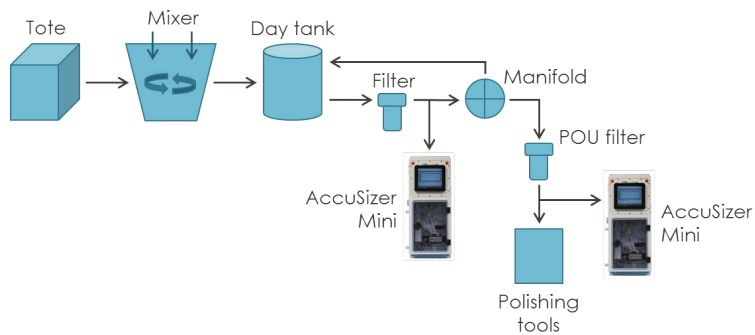 Tote
Mixer
Day tank
Filter
Manifold
POU filter
AccuSizer
Mini
AccuSizer
Mini
Polishing
tools